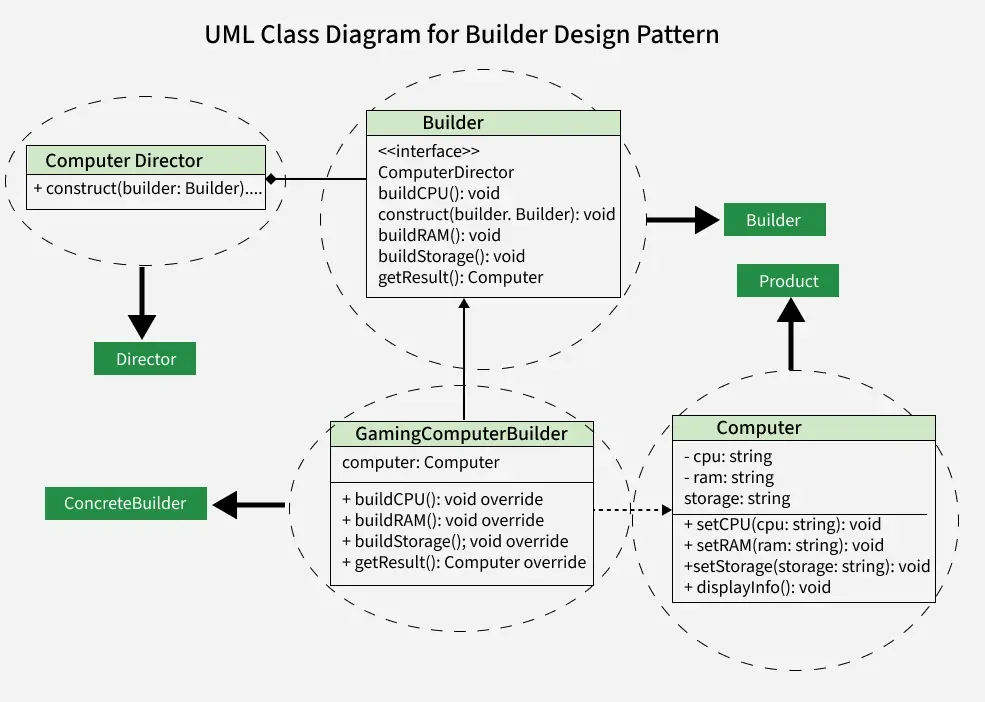 UML Class Diagram for Builder Design Pattern
Computer Director
+ construct(builder: Builder)....
Director
Builder
<<interface>>
ComputerDirector
buildCPU(): void
construct(builder. Builder): void
buildRAM(): void
buildStorage(): void
getResult(): Computer
Builder
Product
GamingComputerBuilder
computer: Computer
+ buildCPU(): void override
+ buildRAM(): void override
+ buildStorage(); void override
+ getResult(): Computer override
ConcreteBuilder
Computer
- cpu: string
- ram: string
storage: string
+ setCPU(cpu: string): void
+ setRAM(ram: string): void
+setStorage(storage: string): void
+ displayInfo(): void